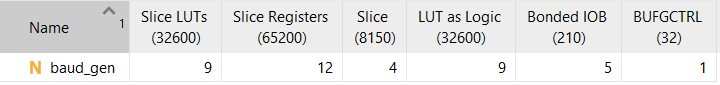 Name 1 Slice LUTs (32600) Slice Registers (65200) Slice (8150) LUT as Logic (32600) Bonded IOB (210) BUFGCTRL (32)
N baud_gen 9 12 4 9 5 1